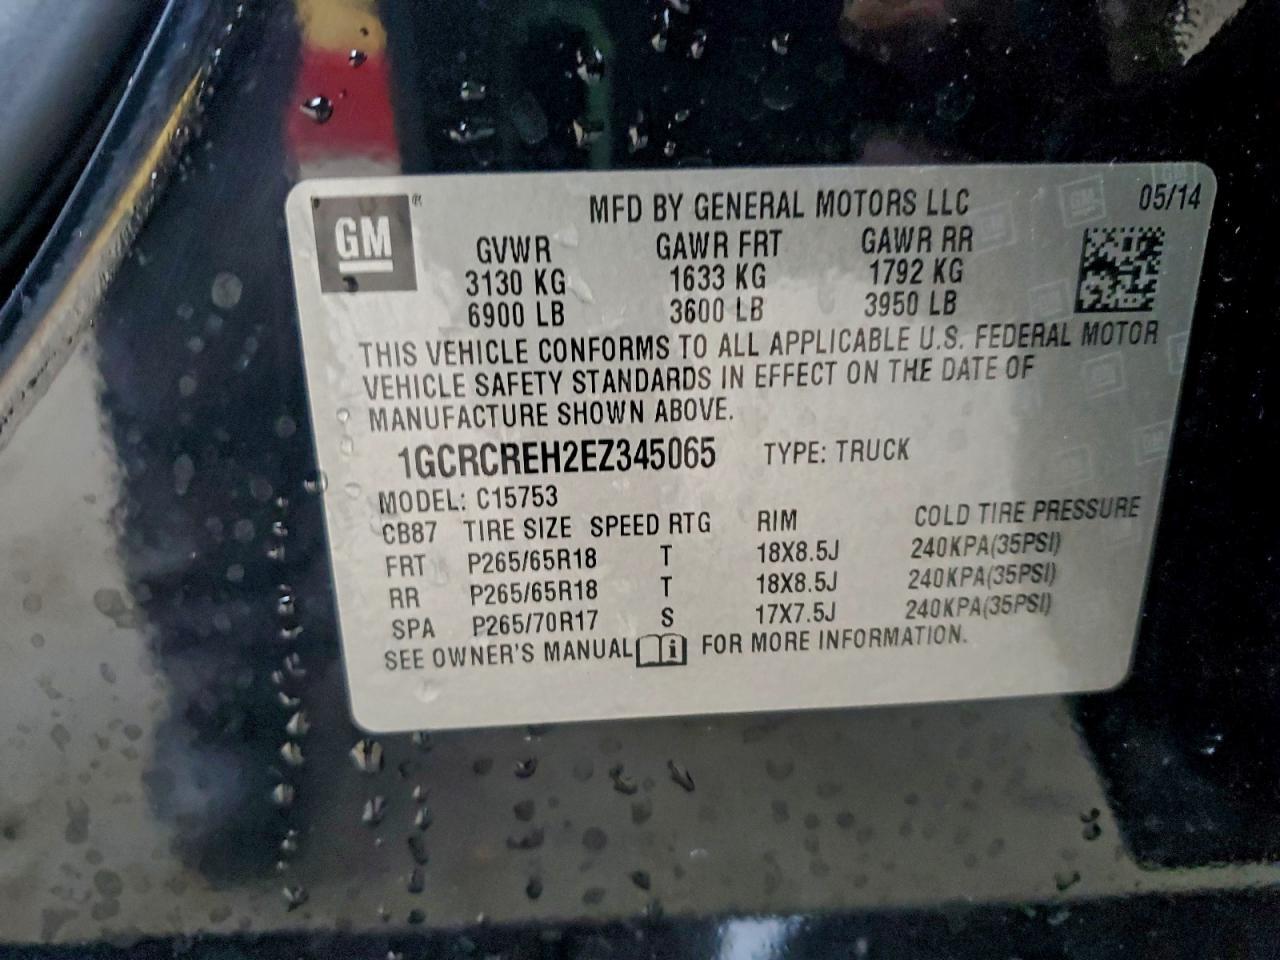 GM®
MFD BY GENERAL MOTORS LLC 05/14
GVWR GAWR FRT GAWR RR
3130 KG 1633 KG 1792 KG
6900 LB 3600 LB 3950 LB
THIS VEHICLE CONFORMS TO ALL APPLICABLE U.S. FEDERAL MOTOR
VEHICLE SAFETY STANDARDS IN EFFECT ON THE DATE OF
MANUFACTURE SHOWN ABOVE.
1GCRCREH2EZ345065 TYPE: TRUCK
MODEL: C15753
CB87 TIRE SIZE SPEED RTG RIM COLD TIRE PRESSURE
FRT P265/65R18 T 18X8.5J 240KPA(35PSI)
RR P265/65R18 T 18X8.5J 240KPA(35PSI)
SPA P265/70R17 S 17X7.5J 240KPA(35PSI)
SEE OWNER'S MANUAL FOR MORE INFORMATION.